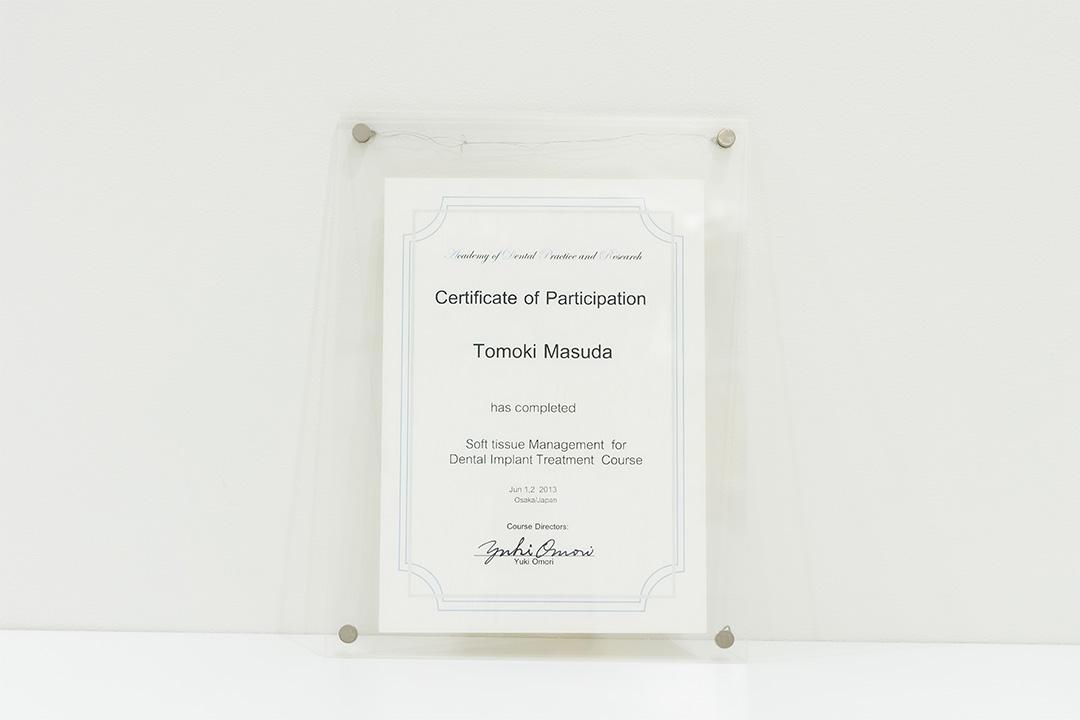 Academy of Dental Practice and Research
Certificate of Participation
Tomoki Masuda
has completed
Soft tissue Management for
Dental Implant Treatment Course
Jun 1,2 2013
Osaka/Japan
Course Directors:
Yuki Omori
Yuki Omori